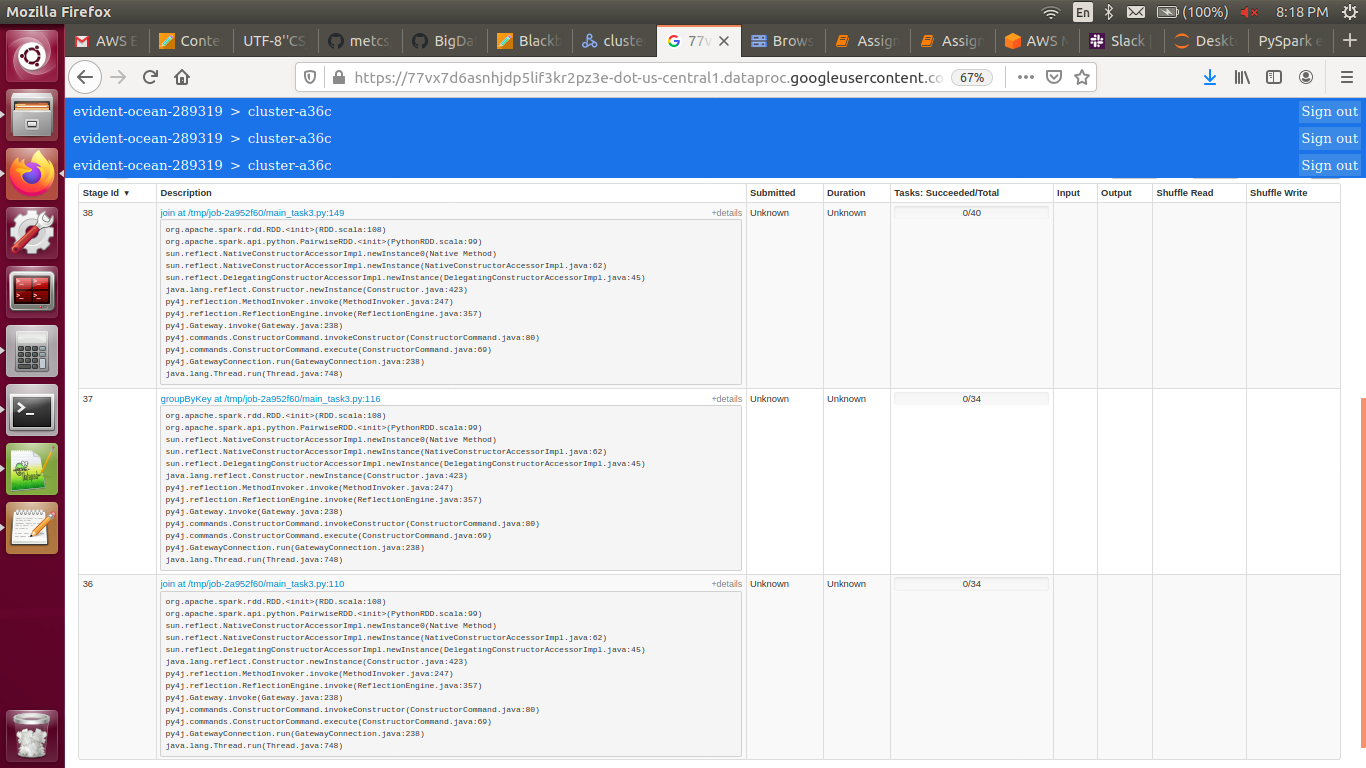 Mozilla Firefox
En
(100%)
8:18 PM
AWS E
Conte
UTF-8''CS
metcs
BigDa
Blackb
cluste
77v
Brows
Assign
Assign
AWS M
Slack
Deskt
PySpark e
https://77vx7d6asnhjdp5lif3kr2pz3e-dot-us-central1.dataproc.googleusercontent.co
67%
evident-ocean-289319 > cluster-a36c
Sign out
evident-ocean-289319 > cluster-a36c
Sign out
evident-ocean-289319 > cluster-a36c
Sign out
Stage Id ▾ Description Submitted Duration Tasks: Succeeded/Total Input Output Shuffle Read Shuffle Write
38 join at /tmp/job-2a952f60/main_task3.py:149 +details Unknown Unknown 0/40
org.apache.spark.rdd.RDD.<init>(RDD.scala:108)
org.apache.spark.api.python.PairwiseRDD.<init>(PythonRDD.scala:99)
sun.reflect.NativeConstructorAccessorImpl.newInstance0(Native Method)
sun.reflect.NativeConstructorAccessorImpl.newInstance(NativeConstructorAccessorImpl.java:62)
sun.reflect.DelegatingConstructorAccessorImpl.newInstance(DelegatingConstructorAccessorImpl.java:45)
java.lang.reflect.Constructor.newInstance(Constructor.java:423)
py4j.reflection.MethodInvoker.invoke(MethodInvoker.java:247)
py4j.reflection.ReflectionEngine.invoke(ReflectionEngine.java:357)
py4j.Gateway.invoke(Gateway.java:238)
py4j.commands.ConstructorCommand.invokeConstructor(ConstructorCommand.java:80)
py4j.commands.ConstructorCommand.execute(ConstructorCommand.java:69)
py4j.GatewayConnection.run(GatewayConnection.java:238)
java.lang.Thread.run(Thread.java:748)
37 groupByKey at /tmp/job-2a952f60/main_task3.py:116 +details Unknown Unknown 0/34
org.apache.spark.rdd.RDD.<init>(RDD.scala:108)
org.apache.spark.api.python.PairwiseRDD.<init>(PythonRDD.scala:99)
sun.reflect.NativeConstructorAccessorImpl.newInstance0(Native Method)
sun.reflect.NativeConstructorAccessorImpl.newInstance(NativeConstructorAccessorImpl.java:62)
sun.reflect.DelegatingConstructorAccessorImpl.newInstance(DelegatingConstructorAccessorImpl.java:45)
java.lang.reflect.Constructor.newInstance(Constructor.java:423)
py4j.reflection.MethodInvoker.invoke(MethodInvoker.java:247)
py4j.reflection.ReflectionEngine.invoke(ReflectionEngine.java:357)
py4j.Gateway.invoke(Gateway.java:238)
py4j.commands.ConstructorCommand.invokeConstructor(ConstructorCommand.java:80)
py4j.commands.ConstructorCommand.execute(ConstructorCommand.java:69)
py4j.GatewayConnection.run(GatewayConnection.java:238)
java.lang.Thread.run(Thread.java:748)
36 join at /tmp/job-2a952f60/main_task3.py:110 +details Unknown Unknown 0/34
org.apache.spark.rdd.RDD.<init>(RDD.scala:108)
org.apache.spark.api.python.PairwiseRDD.<init>(PythonRDD.scala:99)
sun.reflect.NativeConstructorAccessorImpl.newInstance0(Native Method)
sun.reflect.NativeConstructorAccessorImpl.newInstance(NativeConstructorAccessorImpl.java:62)
sun.reflect.DelegatingConstructorAccessorImpl.newInstance(DelegatingConstructorAccessorImpl.java:45)
java.lang.reflect.Constructor.newInstance(Constructor.java:423)
py4j.reflection.MethodInvoker.invoke(MethodInvoker.java:247)
py4j.reflection.ReflectionEngine.invoke(ReflectionEngine.java:357)
py4j.Gateway.invoke(Gateway.java:238)
py4j.commands.ConstructorCommand.invokeConstructor(ConstructorCommand.java:80)
py4j.commands.ConstructorCommand.execute(ConstructorCommand.java:69)
py4j.GatewayConnection.run(GatewayConnection.java:238)
java.lang.Thread.run(Thread.java:748)